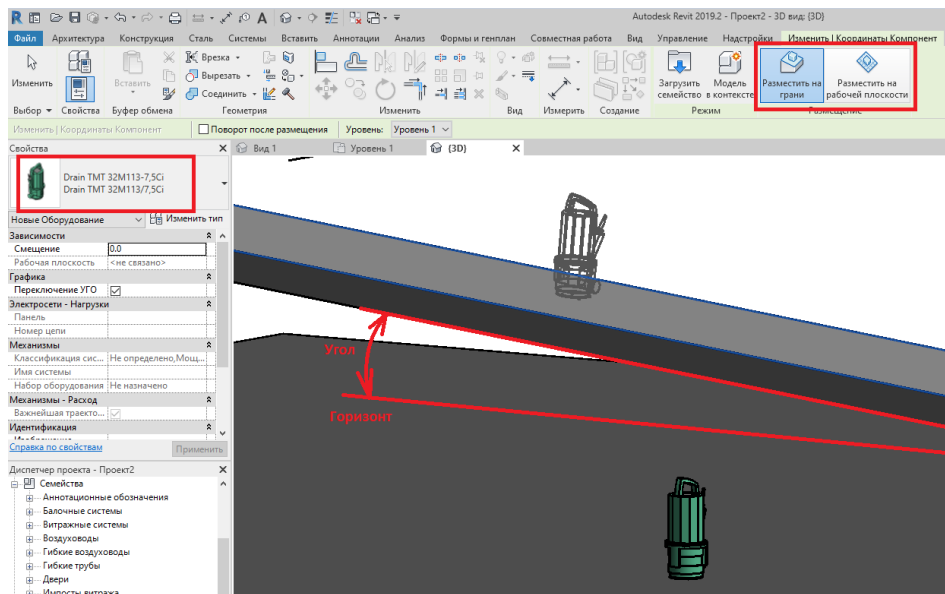 Autodesk Revit 2019.2 - Проект2 - 3D вид: {3D}
Файл Архитектура Конструкция Сталь Системы Вставить Аннотации Анализ Формы и генплан Совместная работа Вид Управление Надстройки Изменить | Координаты Компонент
Изменить
Вставить
Врезка
Вырезать
Соединить
Загрузить семейство
Модель в контексте
Разместить на грани
Разместить на рабочей плоскости
Выбор Свойства Буфер обмена Геометрия Изменить Вид Измерить Создание Режим Размещение
Изменить | Координаты Компонент Поворот после размещения Уровень: Уровень 1
Свойства
Вид 1 Уровень 1 {3D}
Drain TMT 32M113-7,5Ci
Drain TMT 32M113/7,5Ci
Новые Оборудование Изменить тип
Зависимости
Смещение 0.0
Рабочая плоскость <не связано>
Графика
Переключение УГО
Электросети - Нагрузки
Панель
Номер цепи
Механизмы
Классификация сис... Не определено,Мощ...
Имя системы
Набор оборудования Не назначено
Механизмы - Расход
Важнейшая траекто...
Идентификация
Справка по свойствам Применить
Угол
Горизонт
Диспетчер проекта - Проект2
Семейства
Аннотационные обозначения
Балочные системы
Витражные системы
Воздуховоды
Гибкие воздуховоды
Гибкие трубы
Двери
Импосты витража